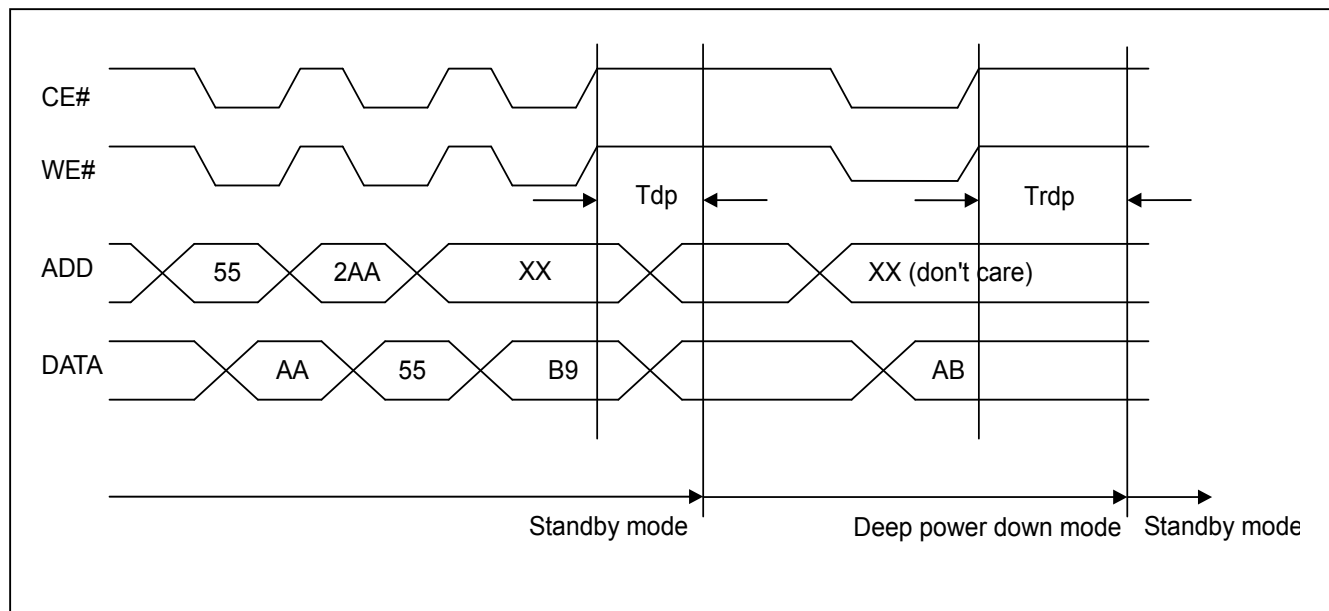 CE#
WE#
Tdp
Trdp
ADD
55
2AA
XX
XX (don't care)
DATA
AA
55
B9
AB
Standby mode
Deep power down mode
Standby mode